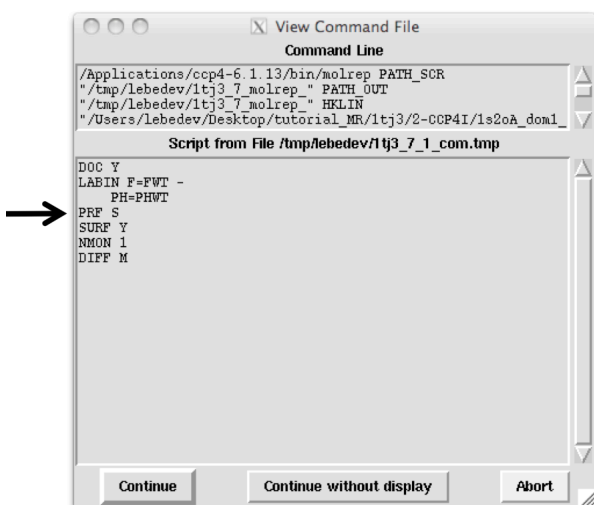 View Command File
Command Line
/Applications/ccp4-6.1.13/bin/molrep PATH_SCR
"/tmp/lebedev/1tj3_7_molrep_" PATH_OUT
"/tmp/lebedev/1tj3_7_molrep_" HKLIN
"/Users/lebedev/Desktop/tutorial_MR/1tj3/2-CCP4I/1s2oA_dom1_
Script from File /tmp/lebedev/1tj3_7_1_com.tmp
DOC Y
LABIN F=FWT -
PH=PHWT
PRF S
SURF Y
NMON 1
DIFF M
Continue Continue without display Abort